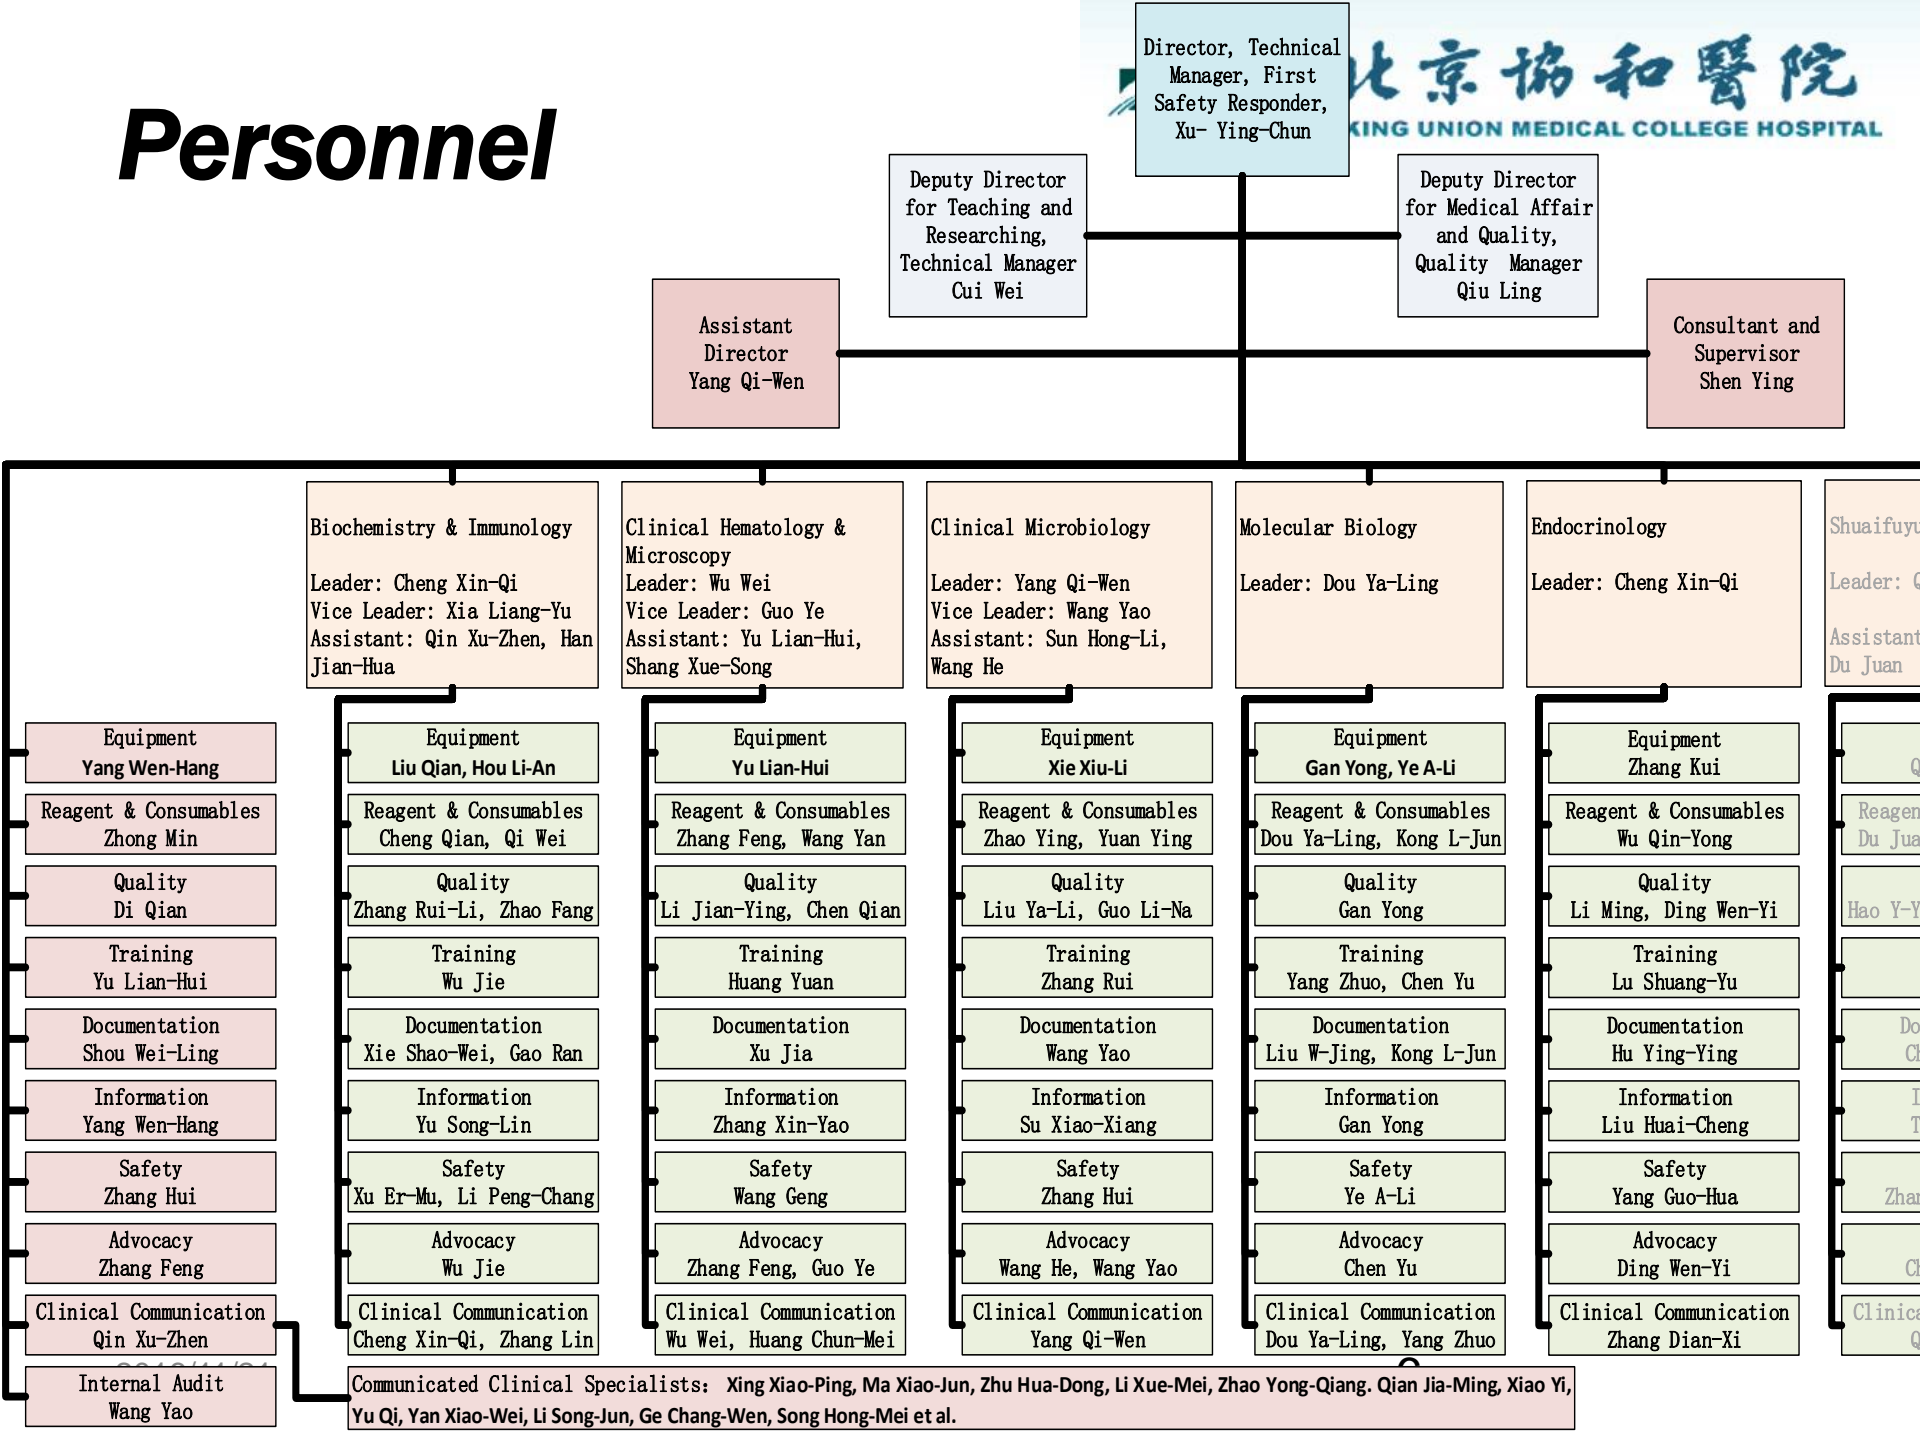 Personnel
Director, Technical
Manager, First
Safety Responder,
Xu- Ying-Chun
北京協和醫院
KING UNION MEDICAL COLLEGE HOSPITAL
Deputy Director
for Teaching and
Researching,
Technical Manager
Cui Wei
Deputy Director
for Medical Affair
and Quality,
Quality Manager
Qiu Ling
Assistant
Director
Yang Qi-Wen
Consultant and
Supervisor
Shen Ying
Biochemistry & Immunology
Leader: Cheng Xin-Qi
Vice Leader: Xia Liang-Yu
Assistant: Qin Xu-Zhen, Han
Jian-Hua
Clinical Hematology &
Microscopy
Leader: Wu Wei
Vice Leader: Guo Ye
Assistant: Yu Lian-Hui,
Shang Xue-Song
Clinical Microbiology
Leader: Yang Qi-Wen
Vice Leader: Wang Yao
Assistant: Sun Hong-Li,
Wang He
Molecular Biology
Leader: Dou Ya-Ling
Endocrinology
Leader: Cheng Xin-Qi
Shuaifuyu
Leader: Q
Assistant
Du Juan
Equipment
Yang Wen-Hang
Reagent & Consumables
Zhong Min
Quality
Di Qian
Training
Yu Lian-Hui
Documentation
Shou Wei-Ling
Information
Yang Wen-Hang
Safety
Zhang Hui
Advocacy
Zhang Feng
Clinical Communication
Qin Xu-Zhen
Internal Audit
Wang Yao
Equipment
Liu Qian, Hou Li-An
Reagent & Consumables
Cheng Qian, Qi Wei
Quality
Zhang Rui-Li, Zhao Fang
Training
Wu Jie
Documentation
Xie Shao-Wei, Gao Ran
Information
Yu Song-Lin
Safety
Xu Er-Mu, Li Peng-Chang
Advocacy
Wu Jie
Clinical Communication
Cheng Xin-Qi, Zhang Lin
Equipment
Yu Lian-Hui
Reagent & Consumables
Zhang Feng, Wang Yan
Quality
Li Jian-Ying, Chen Qian
Training
Huang Yuan
Documentation
Xu Jia
Information
Zhang Xin-Yao
Safety
Wang Geng
Advocacy
Zhang Feng, Guo Ye
Clinical Communication
Wu Wei, Huang Chun-Mei
Equipment
Xie Xiu-Li
Reagent & Consumables
Zhao Ying, Yuan Ying
Quality
Liu Ya-Li, Guo Li-Na
Training
Zhang Rui
Documentation
Wang Yao
Information
Su Xiao-Xiang
Safety
Zhang Hui
Advocacy
Wang He, Wang Yao
Clinical Communication
Yang Qi-Wen
Equipment
Gan Yong, Ye A-Li
Reagent & Consumables
Dou Ya-Ling, Kong L-Jun
Quality
Gan Yong
Training
Yang Zhuo, Chen Yu
Documentation
Liu W-Jing, Kong L-Jun
Information
Gan Yong
Safety
Ye A-Li
Advocacy
Chen Yu
Clinical Communication
Dou Ya-Ling, Yang Zhuo
Equipment
Zhang Kui
Reagent & Consumables
Wu Qin-Yong
Quality
Li Ming, Ding Wen-Yi
Training
Lu Shuang-Yu
Documentation
Hu Ying-Ying
Information
Liu Huai-Cheng
Safety
Yang Guo-Hua
Advocacy
Ding Wen-Yi
Clinical Communication
Zhang Dian-Xi
Q
Reagen
Du Jua
Hao Y-Y
Do
Ch
I
T
Zhan
Ch
Clinica
Q
Communicated Clinical Specialists: Xing Xiao-Ping, Ma Xiao-Jun, Zhu Hua-Dong, Li Xue-Mei, Zhao Yong-Qiang. Qian Jia-Ming, Xiao Yi,
Yu Qi, Yan Xiao-Wei, Li Song-Jun, Ge Chang-Wen, Song Hong-Mei et al.